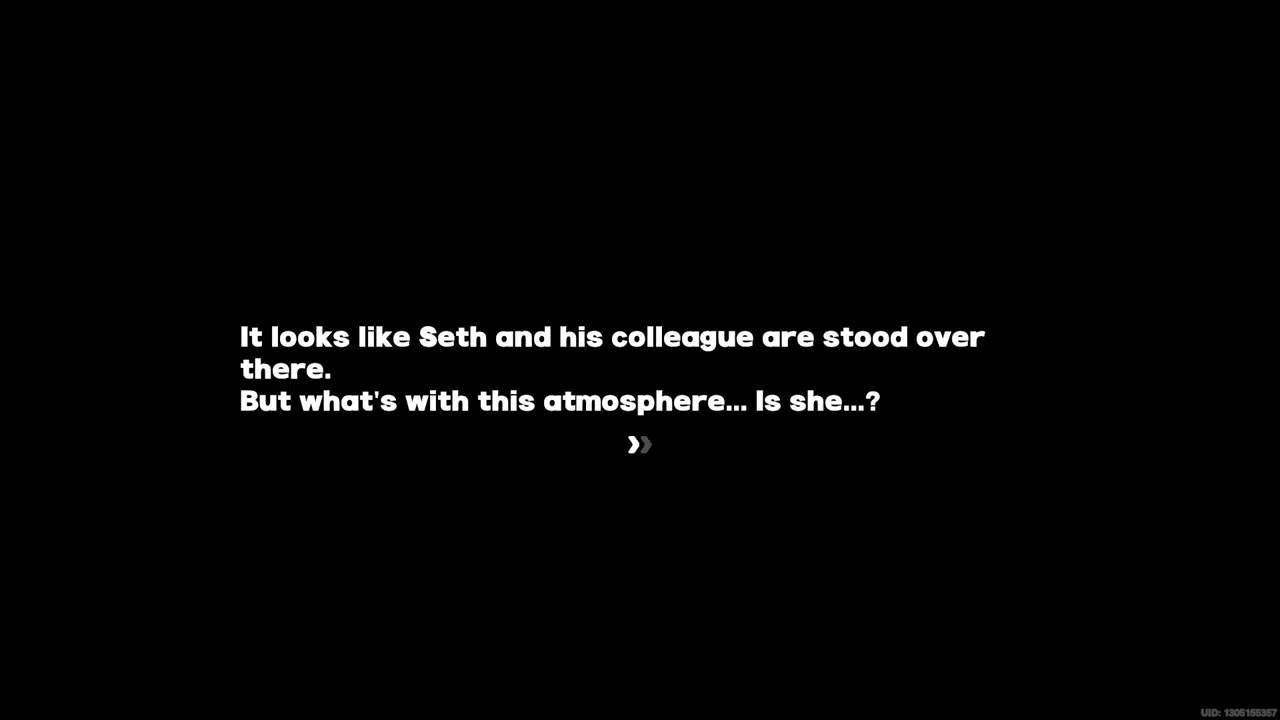 It looks like Seth and his colleague are stood over
there.
But what's with this atmosphere... Is she...?
UID: 1305155357